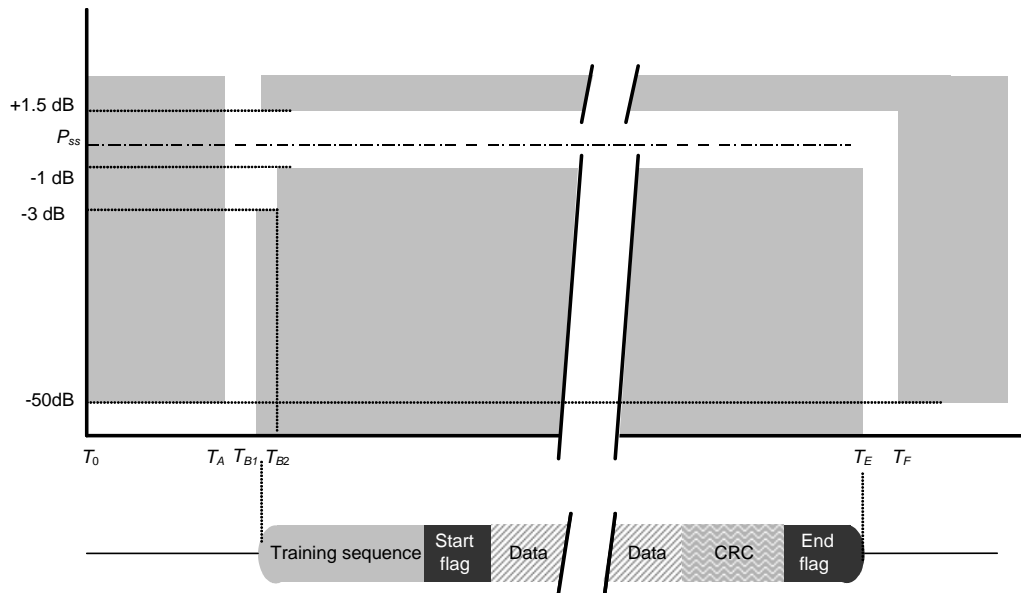 +1.5 dB
Pss
-1 dB
-3 dB
-50dB
T0 TA TB1 TB2 TE TF
Training sequence Start flag Data Data CRC End flag